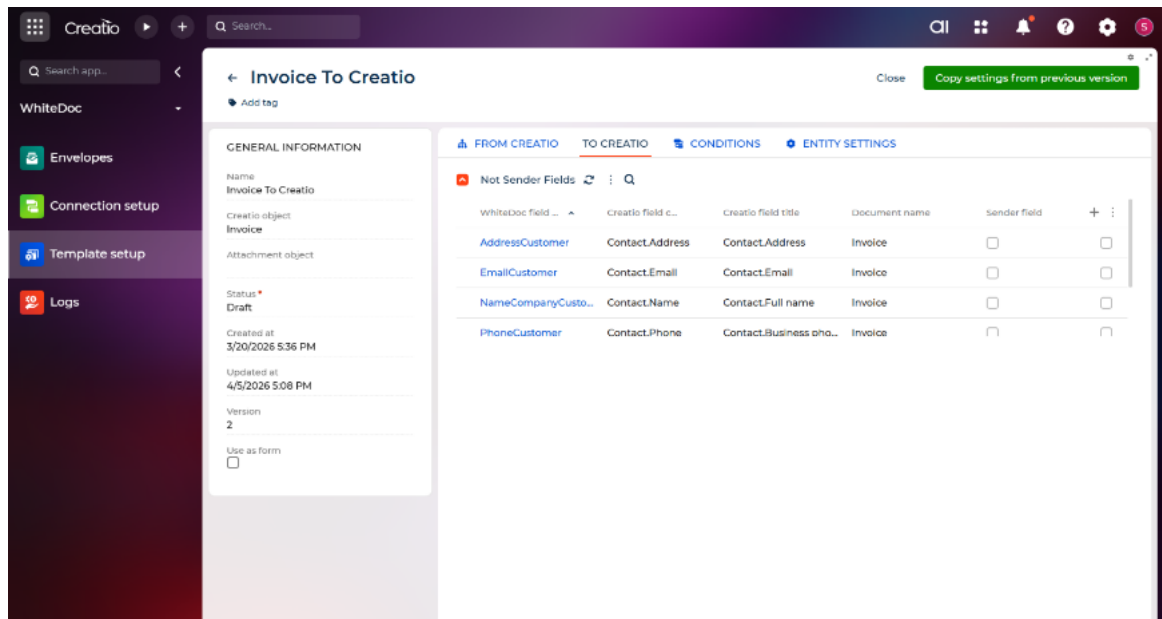 Creatio
Search...
ai
?
S
Search app...
WhiteDoc
Envelopes
Connection setup
Template setup
Logs
Invoice To Creatio
Add tag
Close
Copy settings from previous version
GENERAL INFORMATION
Name
Invoice To Creatio
Creatio object
Invoice
Attachment object
Status *
Draft
Created at
3/20/2026 5:36 PM
Updated at
4/5/2026 5:08 PM
Version
2
Use as form
FROM CREATIO TO CREATIO CONDITIONS ENTITY SETTINGS
Not Sender Fields
WhiteDoc field ... Creatio field c... Creatio field title Document name Sender field
AddressCustomer Contact.Address Contact.Address Invoice
EmailCustomer Contact.Email Contact.Email Invoice
NameCompanyCusto... Contact.Name Contact.Full name Invoice
PhoneCustomer Contact.Phone Contact.Business pho... Invoice